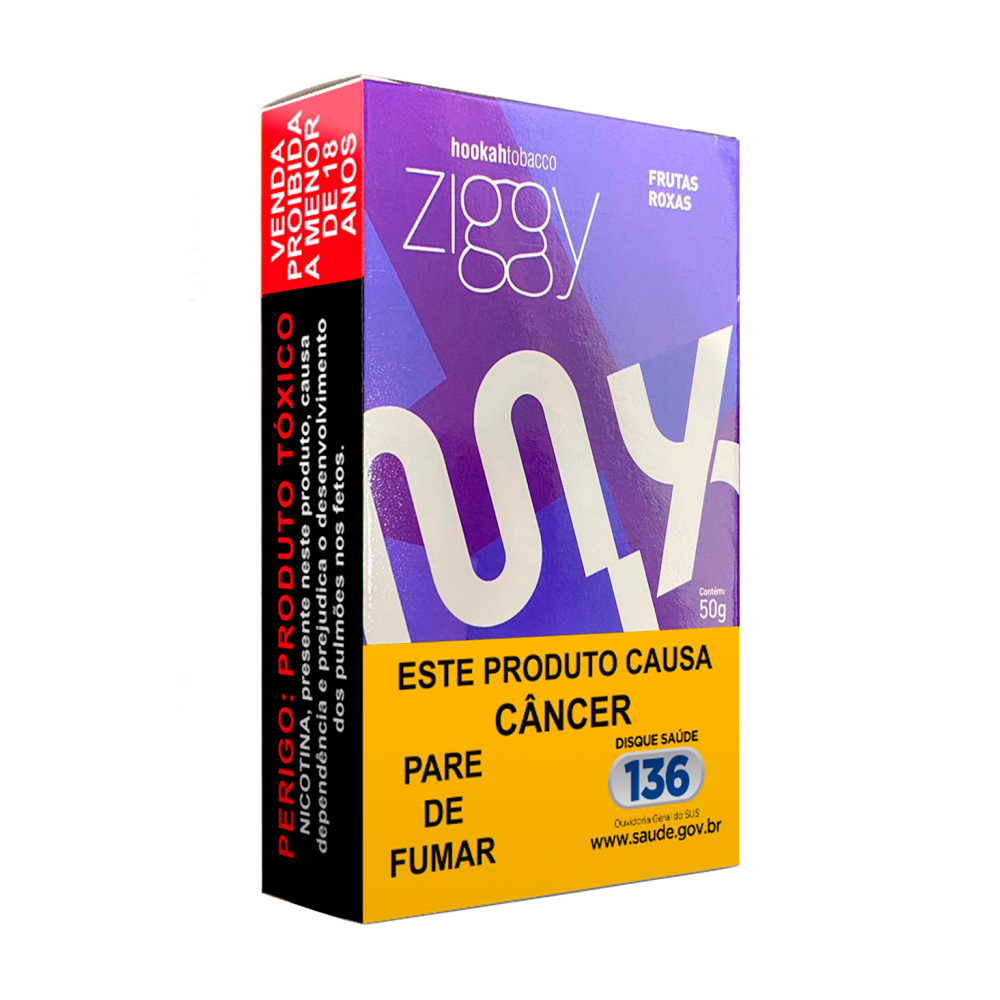 VENDA
PROIBIDA
A MENOR
DE 18
ANOS
PERIGO: PRODUTO TÓXICO
NICOTINA, presente neste produto, causa
dependência e prejudica o desenvolvimento
dos pulmões nos fetos.
hookahtobacco
ziggy
FRUTAS
ROXAS
Contém:
50g
ESTE PRODUTO CAUSA
CÂNCER
PARE
DE
FUMAR
DISQUE SAÚDE
136
Ouvidoria Geral do SUS
www.saude.gov.br